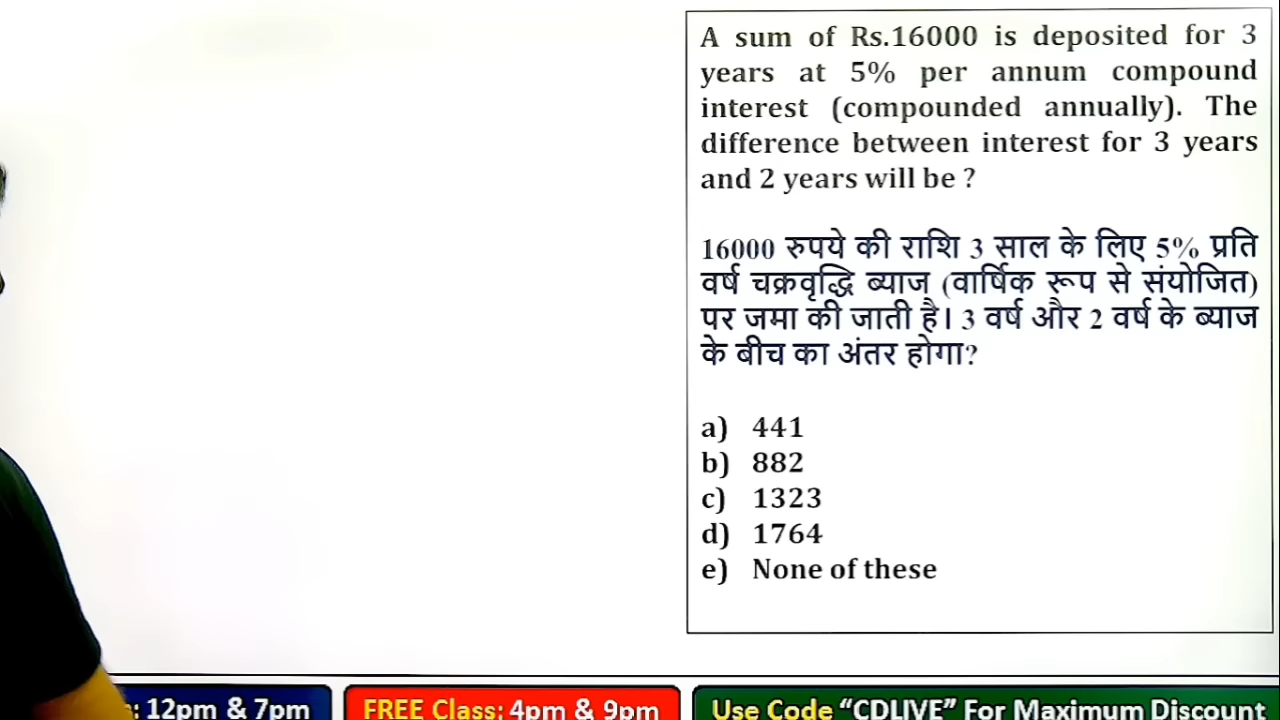 A sum of Rs.16000 is deposited for 3
years at 5% per annum compound
interest (compounded annually). The
difference between interest for 3 years
and 2 years will be ?
16000 रुपये की राशि 3 साल के लिए 5% प्रति
वर्ष चक्रवृद्धि ब्याज (वार्षिक रूप से संयोजित)
पर जमा की जाती है। 3 वर्ष और 2 वर्ष के ब्याज
के बीच का अंतर होगा?
a) 441
b) 882
c) 1323
d) 1764
e) None of these
: 12pm & 7pm
FREE Class: 4pm & 9pm
Use Code “CDLIVE” For Maximum Discount